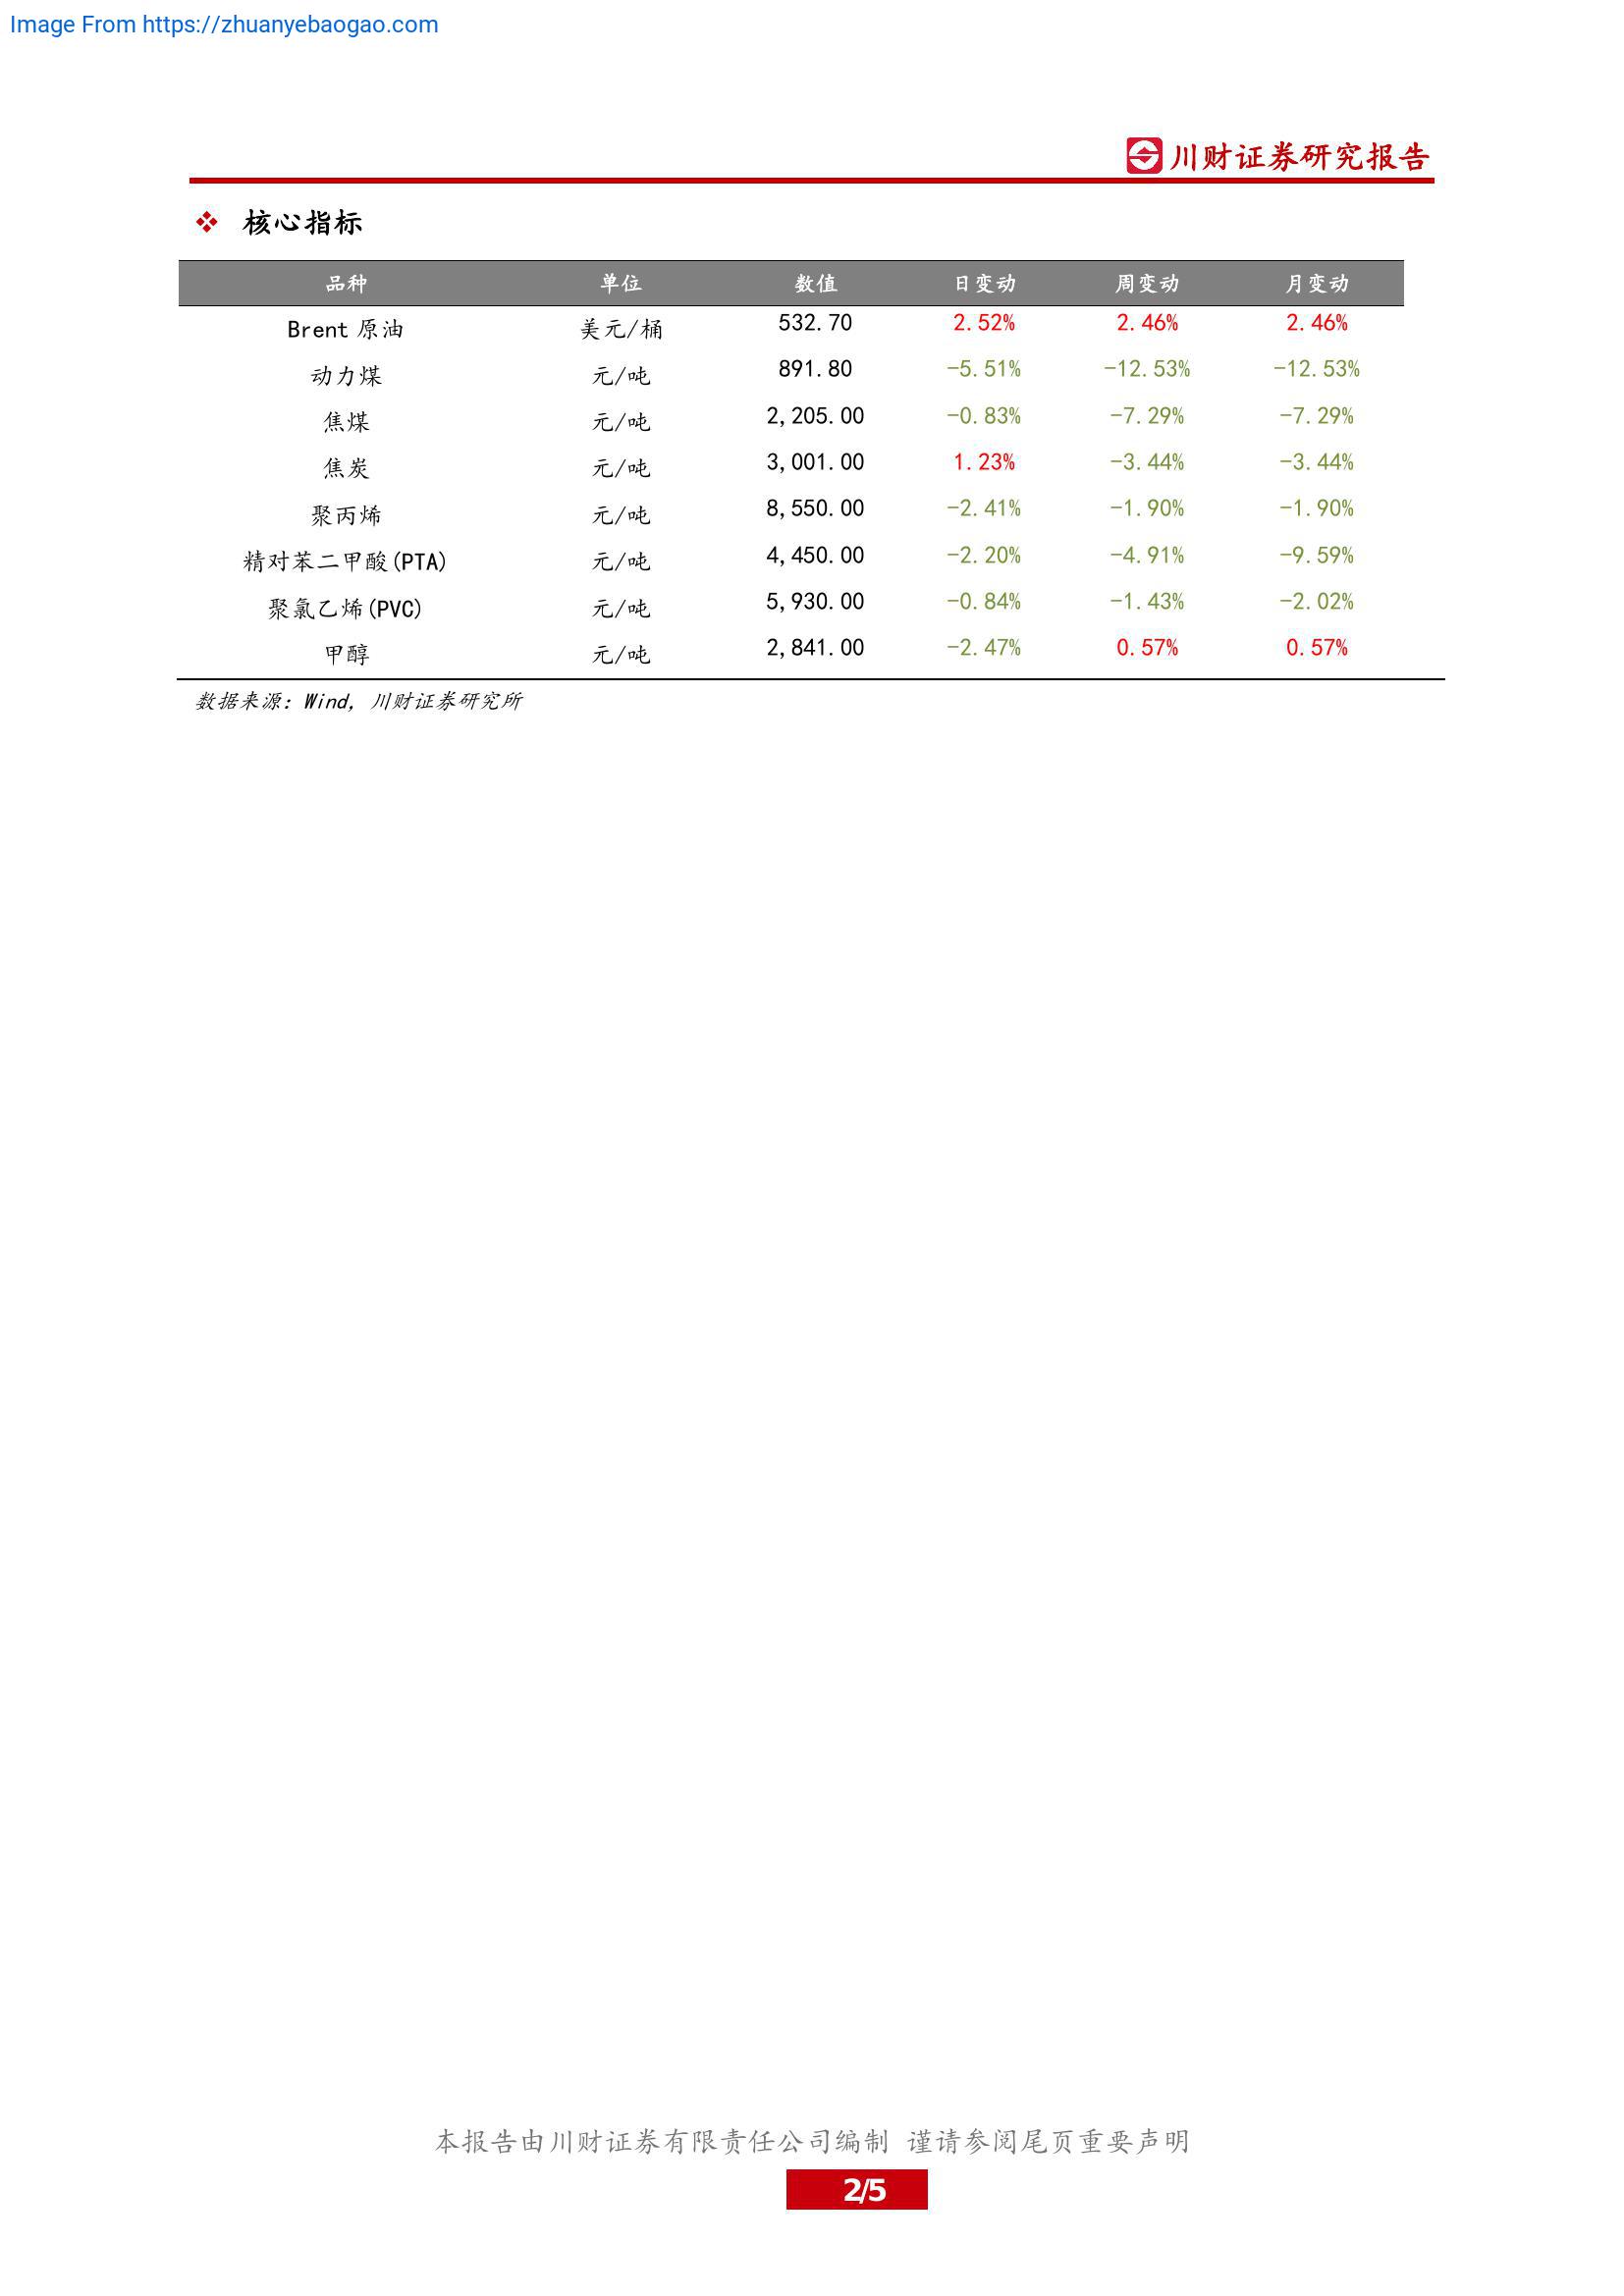 Image From https://zhuanyebaogao.com
川财证券研究报告
❖ 核心指标
品种 单位 数值 日变动 周变动 月变动
Brent 原油 美元/桶 532.70 2.52% 2.46% 2.46%
动力煤 元/吨 891.80 -5.51% -12.53% -12.53%
焦煤 元/吨 2,205.00 -0.83% -7.29% -7.29%
焦炭 元/吨 3,001.00 1.23% -3.44% -3.44%
聚丙烯 元/吨 8,550.00 -2.41% -1.90% -1.90%
精对苯二甲酸(PTA) 元/吨 4,450.00 -2.20% -4.91% -9.59%
聚氯乙烯(PVC) 元/吨 5,930.00 -0.84% -1.43% -2.02%
甲醇 元/吨 2,841.00 -2.47% 0.57% 0.57%
数据来源：Wind，川财证券研究所
本报告由川财证券有限责任公司编制 谨请参阅尾页重要声明
2/5